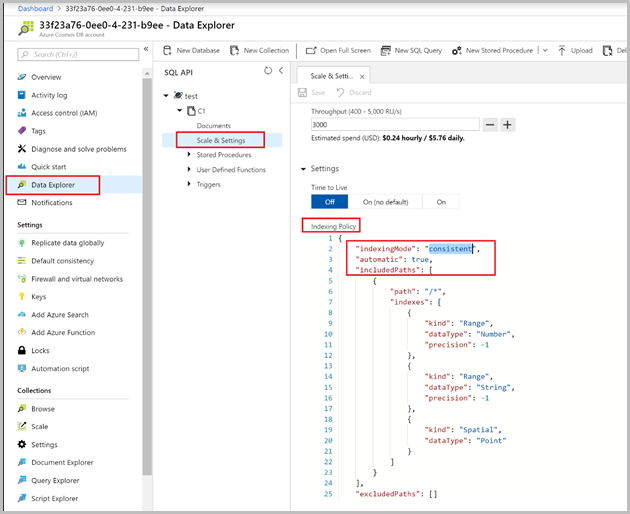 Dashboard > 33f23a76-0ee0-4-231-b9ee - Data Explorer
33f23a76-0ee0-4-231-b9ee - Data Explorer
Azure Cosmos DB account
Search (Ctrl+/)
Overview
Activity log
Access control (IAM)
Tags
Diagnose and solve problems
Quick start
Data Explorer
Notifications
Settings
Replicate data globally
Default consistency
Firewall and virtual networks
Keys
Add Azure Search
Add Azure Function
Locks
Automation script
Collections
Browse
Scale
Settings
Document Explorer
Query Explorer
Script Explorer
New Database
New Collection
Open Full Screen
New SQL Query
New Stored Procedure
Upload
SQL API
test
C1
Documents
Scale & Settings
Stored Procedures
User Defined Functions
Triggers
Scale & Setti...
Save
Discard
Throughput (400 - 5,000 RU/s)
3000
Estimated spend (USD): $0.24 hourly / $5.76 daily.
Settings
Time to Live
Off
On (no default)
On
Indexing Policy
1 {
2 "indexingMode": "consistent",
3 "automatic": true,
4 "includedPaths": [
5 {
6 "path": "/*",
7 "indexes": [
8 {
9 "kind": "Range",
10 "dataType": "Number",
11 "precision": -1
12 },
13 {
14 "kind": "Range",
15 "dataType": "String",
16 "precision": -1
17 },
18 {
19 "kind": "Spatial",
20 "dataType": "Point"
21 }
22 ]
23 }
24 ],
25 "excludedPaths": []